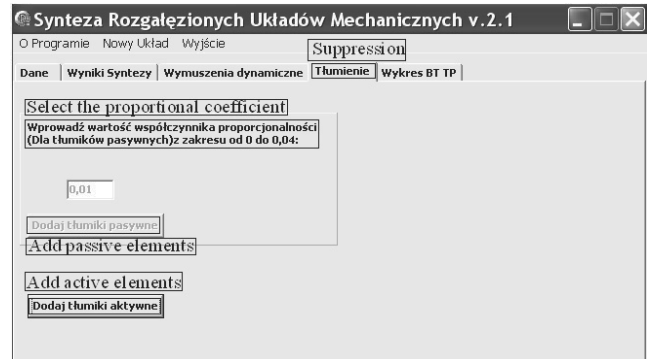 Synteza Rozgałęzionych Układów Mechanicznych v.2.1
O Programie Nowy Układ Wyjście
Suppression
Dane Wyniki Syntezy Wymuszenia dynamiczne Tłumienie Wykres BT TP
Select the proportional coefficient
Wprowadź wartość współczynnika proporcjonalności
(Dla tłumików pasywnych)z zakresu od 0 do 0,04:
0,01
Dodaj tłumiki pasywne
Add passive elements
Add active elements
Dodaj tłumiki aktywne